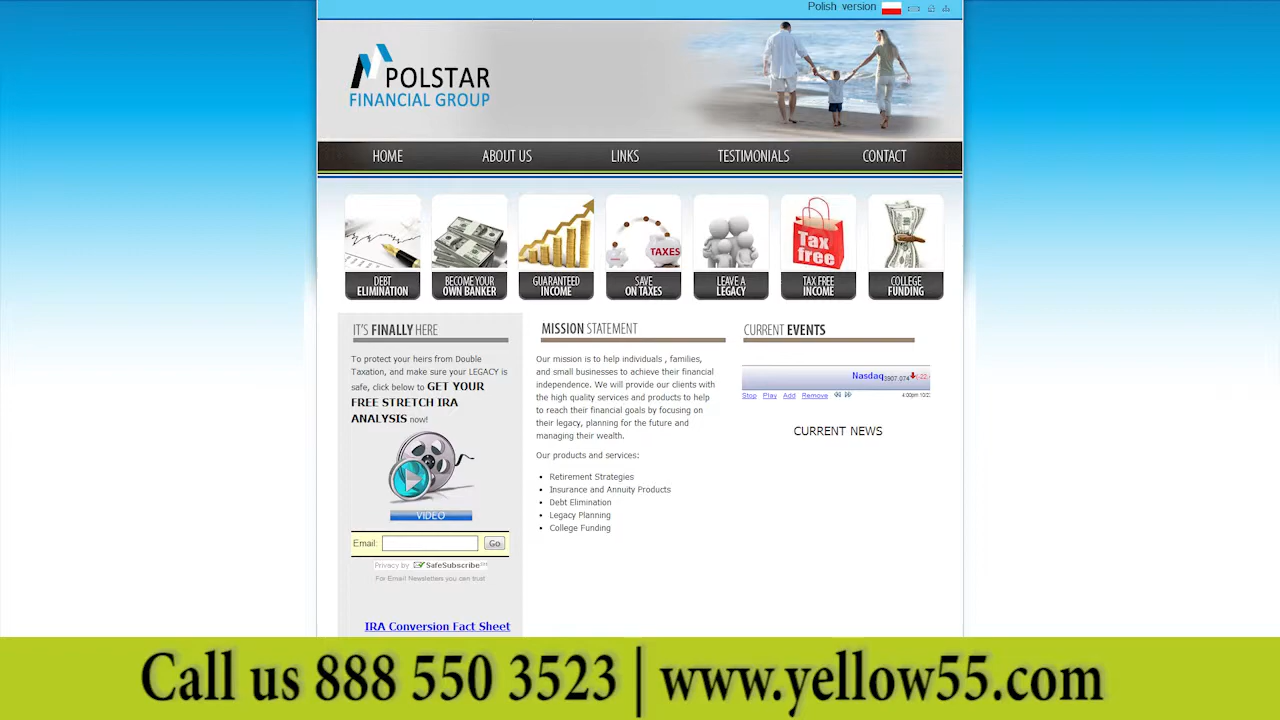 Polish version
POLSTAR
FINANCIAL GROUP
HOME
ABOUT US
LINKS
TESTIMONIALS
CONTACT
TAXES
Tax
free
DEBT
ELIMINATION
BECOME YOUR
OWN BANKER
GUARANTEED
INCOME
SAVE
ON TAXES
LEAVE A
LEGACY
TAX FREE
INCOME
COLLEGE
FUNDING
IT'S FINALLY HERE
To protect your heirs from Double
Taxation, and make sure your LEGACY is
safe, click below to GET YOUR
FREE STRETCH IRA
ANALYSIS now!
VIDEO
Email:
Go
Privacy by SafeSubscribe
For Email Newsletters you can trust
IRA Conversion Fact Sheet
MISSION STATEMENT
Our mission is to help individuals , families,
and small businesses to achieve their financial
independence. We will provide our clients with
the high quality services and products to help
to reach their financial goals by focusing on
their legacy, planning for the future and
managing their wealth.
Our products and services:
• Retirement Strategies
• Insurance and Annuity Products
• Debt Elimination
• Legacy Planning
• College Funding
CURRENT EVENTS
Nasdaq 3907.074
Stop Play Add Remove
4:00pm
CURRENT NEWS
Call us 888 550 3523 | www.yellow55.com